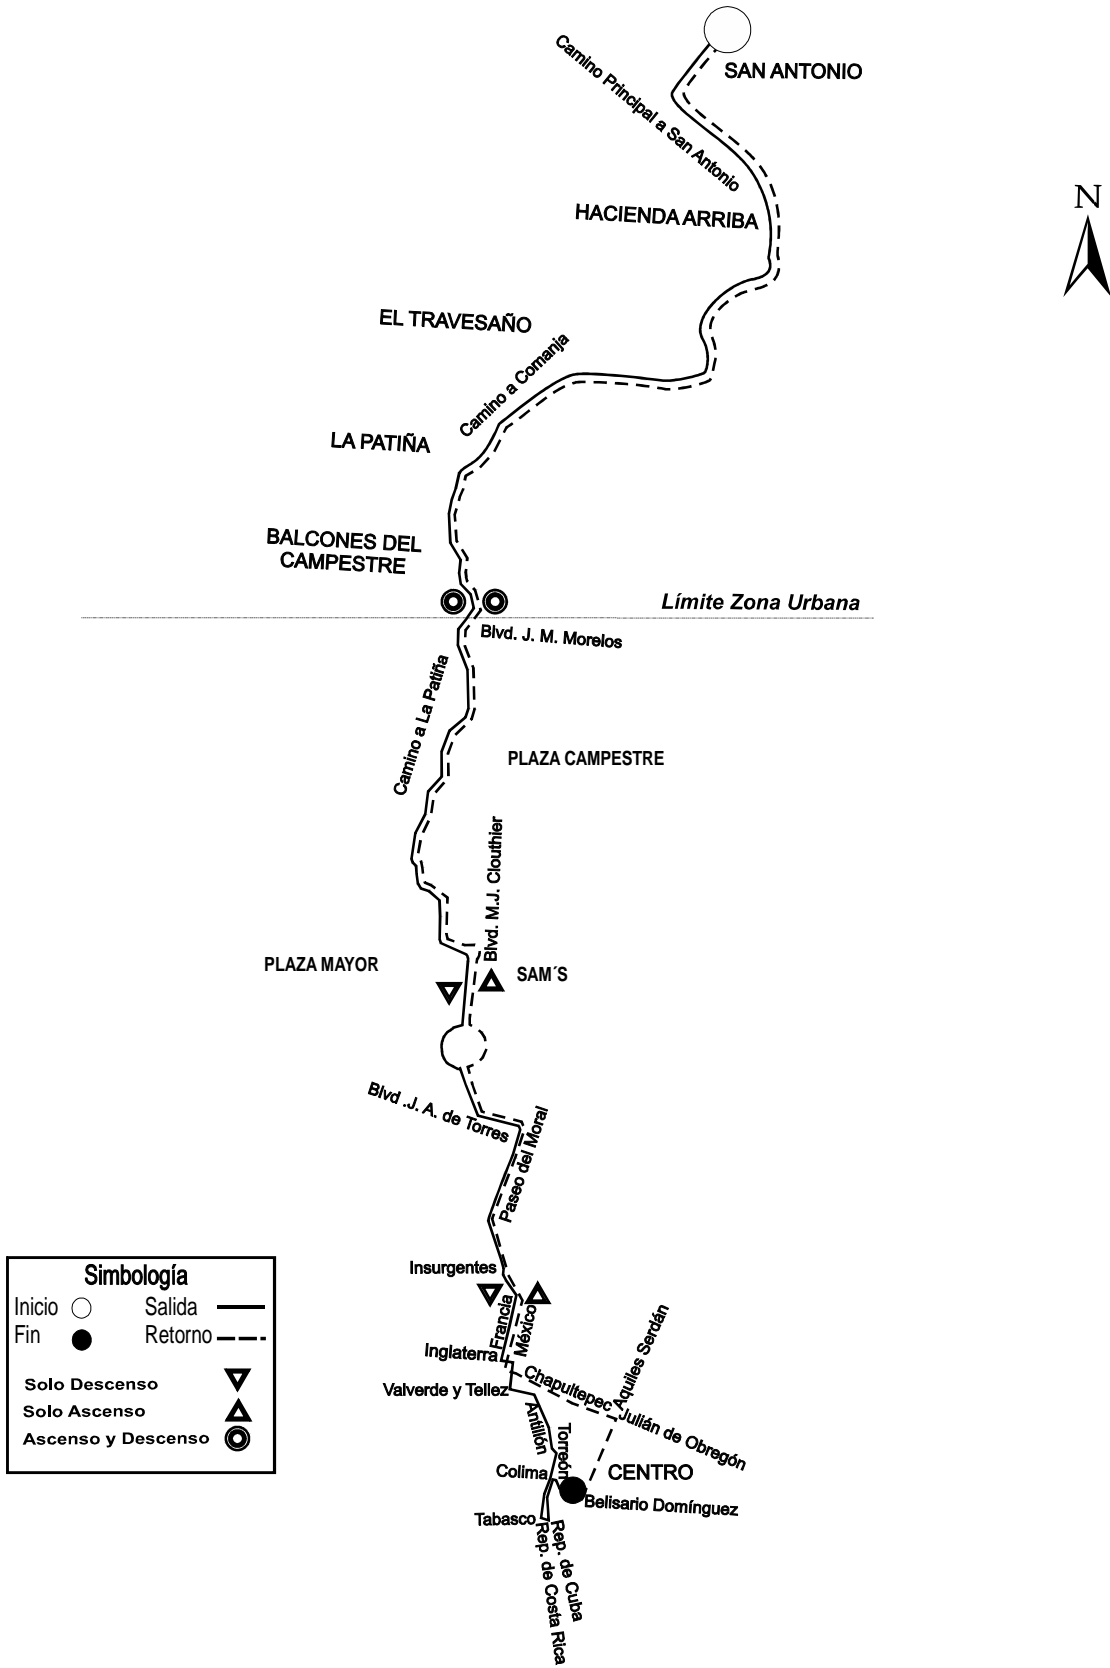 SAN ANTONIO
Camino Principal a San Antonio
N
HACIENDA ARRIBA
EL TRAVESAÑO
Camino a Comanja
LA PATIÑA
BALCONES DEL
CAMPESTRE
Límite Zona Urbana
Blvd. J. M. Morelos
Camino a La Patiña
PLAZA CAMPESTRE
Blvd. M.J. Clouthier
PLAZA MAYOR
SAM´S
Blvd .J. A. de Torres
Paseo del Moral
Insurgentes
Francia
México
Inglaterra
Chapultepec
Aquiles Serdán
Valverde y Tellez
Julián de Obregón
Antillón
Torreón
Colima
CENTRO
Belisario Domínguez
Tabasco
Rep. de Cuba
Rep. de Costa Rica
Simbología
Inicio Salida
Fin Retorno
Solo Descenso
Solo Ascenso
Ascenso y Descenso